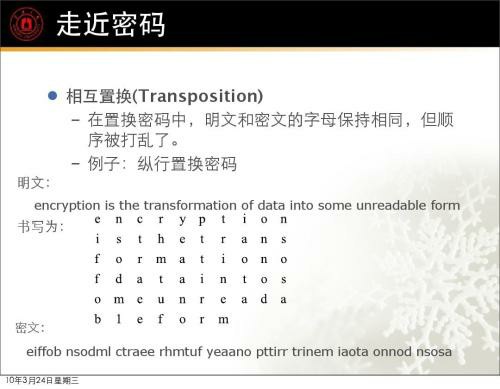 走近密码
相互置换(Transposition)
– 在置换密码中，明文和密文的字母保持相同，但顺
序被打乱了。
– 例子：纵行置换密码
明文：
encryption is the transformation of data into some unreadable form
书写为：
e n c r y p t i o n
i s t h e t r a n s
f o r m a t i o n o
f d a t a i n t o s
o m e u n r e a d a
b l e f o r m
密文：
eiffob nsodml ctraee rhmtuf yeaano pttirr trinem iaota onnod nsosa
10年3月24日星期三